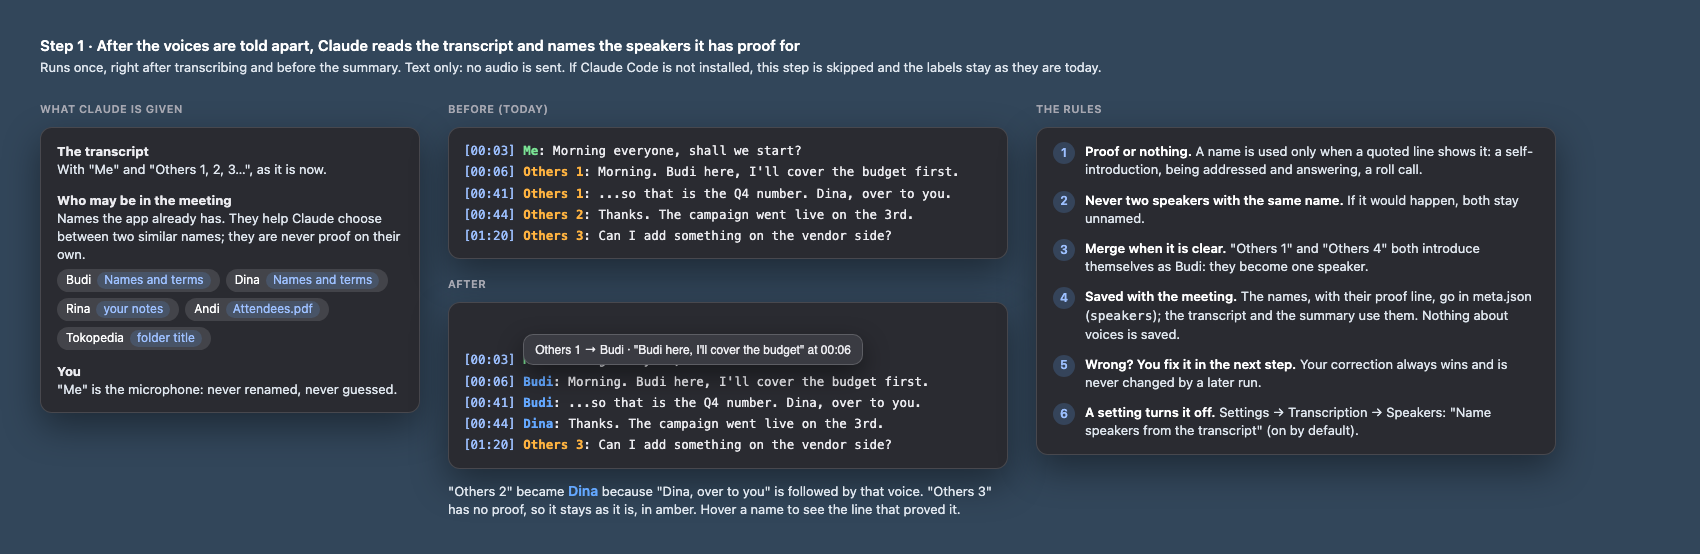 Step 1 · After the voices are told apart, Claude reads the transcript and names the speakers it has proof for
Runs once, right after transcribing and before the summary. Text only: no audio is sent. If Claude Code is not installed, this step is skipped and the labels stay as they are today.
WHAT CLAUDE IS GIVEN
The transcript
With "Me" and "Others 1, 2, 3…", as it is now.
Who may be in the meeting
Names the app already has. They help Claude choose
between two similar names; they are never proof on their
own.
Budi Names and terms Dina Names and terms
Rina your notes Andi Attendees.pdf
Tokopedia folder title
You
"Me" is the microphone: never renamed, never guessed.
BEFORE (TODAY)
[00:03] Me: Morning everyone, shall we start?
[00:06] Others 1: Morning. Budi here, I'll cover the budget first.
[00:41] Others 1: ...so that is the Q4 number. Dina, over to you.
[00:44] Others 2: Thanks. The campaign went live on the 3rd.
[01:20] Others 3: Can I add something on the vendor side?
AFTER
Others 1 → Budi · "Budi here, I'll cover the budget" at 00:06
[00:03]
[00:06] Budi: Morning. Budi here, I'll cover the budget first.
[00:41] Budi: ...so that is the Q4 number. Dina, over to you.
[00:44] Dina: Thanks. The campaign went live on the 3rd.
[01:20] Others 3: Can I add something on the vendor side?
"Others 2" became Dina because "Dina, over to you" is followed by that voice. "Others 3"
has no proof, so it stays as it is, in amber. Hover a name to see the line that proved it.
THE RULES
1 Proof or nothing. A name is used only when a quoted line shows it: a self-
introduction, being addressed and answering, a roll call.
2 Never two speakers with the same name. If it would happen, both stay
unnamed.
3 Merge when it is clear. "Others 1" and "Others 4" both introduce
themselves as Budi: they become one speaker.
4 Saved with the meeting. The names, with their proof line, go in meta.json
(speakers); the transcript and the summary use them. Nothing about
voices is saved.
5 Wrong? You fix it in the next step. Your correction always wins and is
never changed by a later run.
6 A setting turns it off. Settings → Transcription → Speakers: "Name
speakers from the transcript" (on by default).